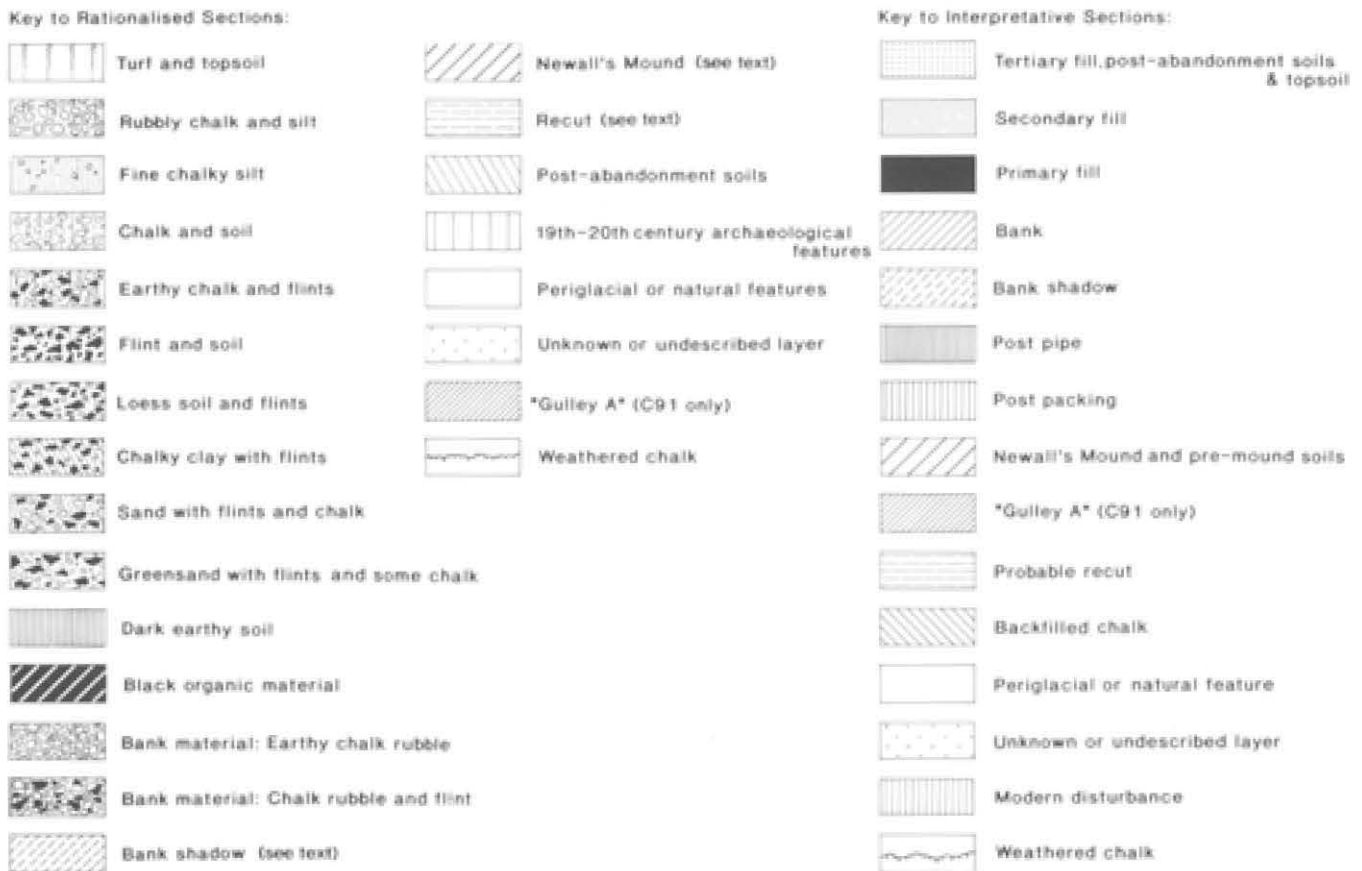 Key to Rationalised Sections:
Turf and topsoil
Rubbly chalk and silt
Fine chalky silt
Chalk and soil
Earthy chalk and flints
Flint and soil
Loess soil and flints
Chalky clay with flints
Sand with flints and chalk
Greensand with flints and some chalk
Dark earthy soil
Black organic material
Bank material: Earthy chalk rubble
Bank material: Chalk rubble and flint
Bank shadow (see text)
Newall's Mound (see text)
Recut (see text)
Post-abandonment soils
19th-20th century archaeological
features
Periglacial or natural features
Unknown or undescribed layer
"Gulley A" (C91 only)
Weathered chalk
Key to Interpretative Sections:
Tertiary fill, post-abandonment soils
& topsoil
Secondary fill
Primary fill
Bank
Bank shadow
Post pipe
Post packing
Newall's Mound and pre-mound soils
"Gulley A" (C91 only)
Probable recut
Backfilled chalk
Periglacial or natural feature
Unknown or undescribed layer
Modern disturbance
Weathered chalk